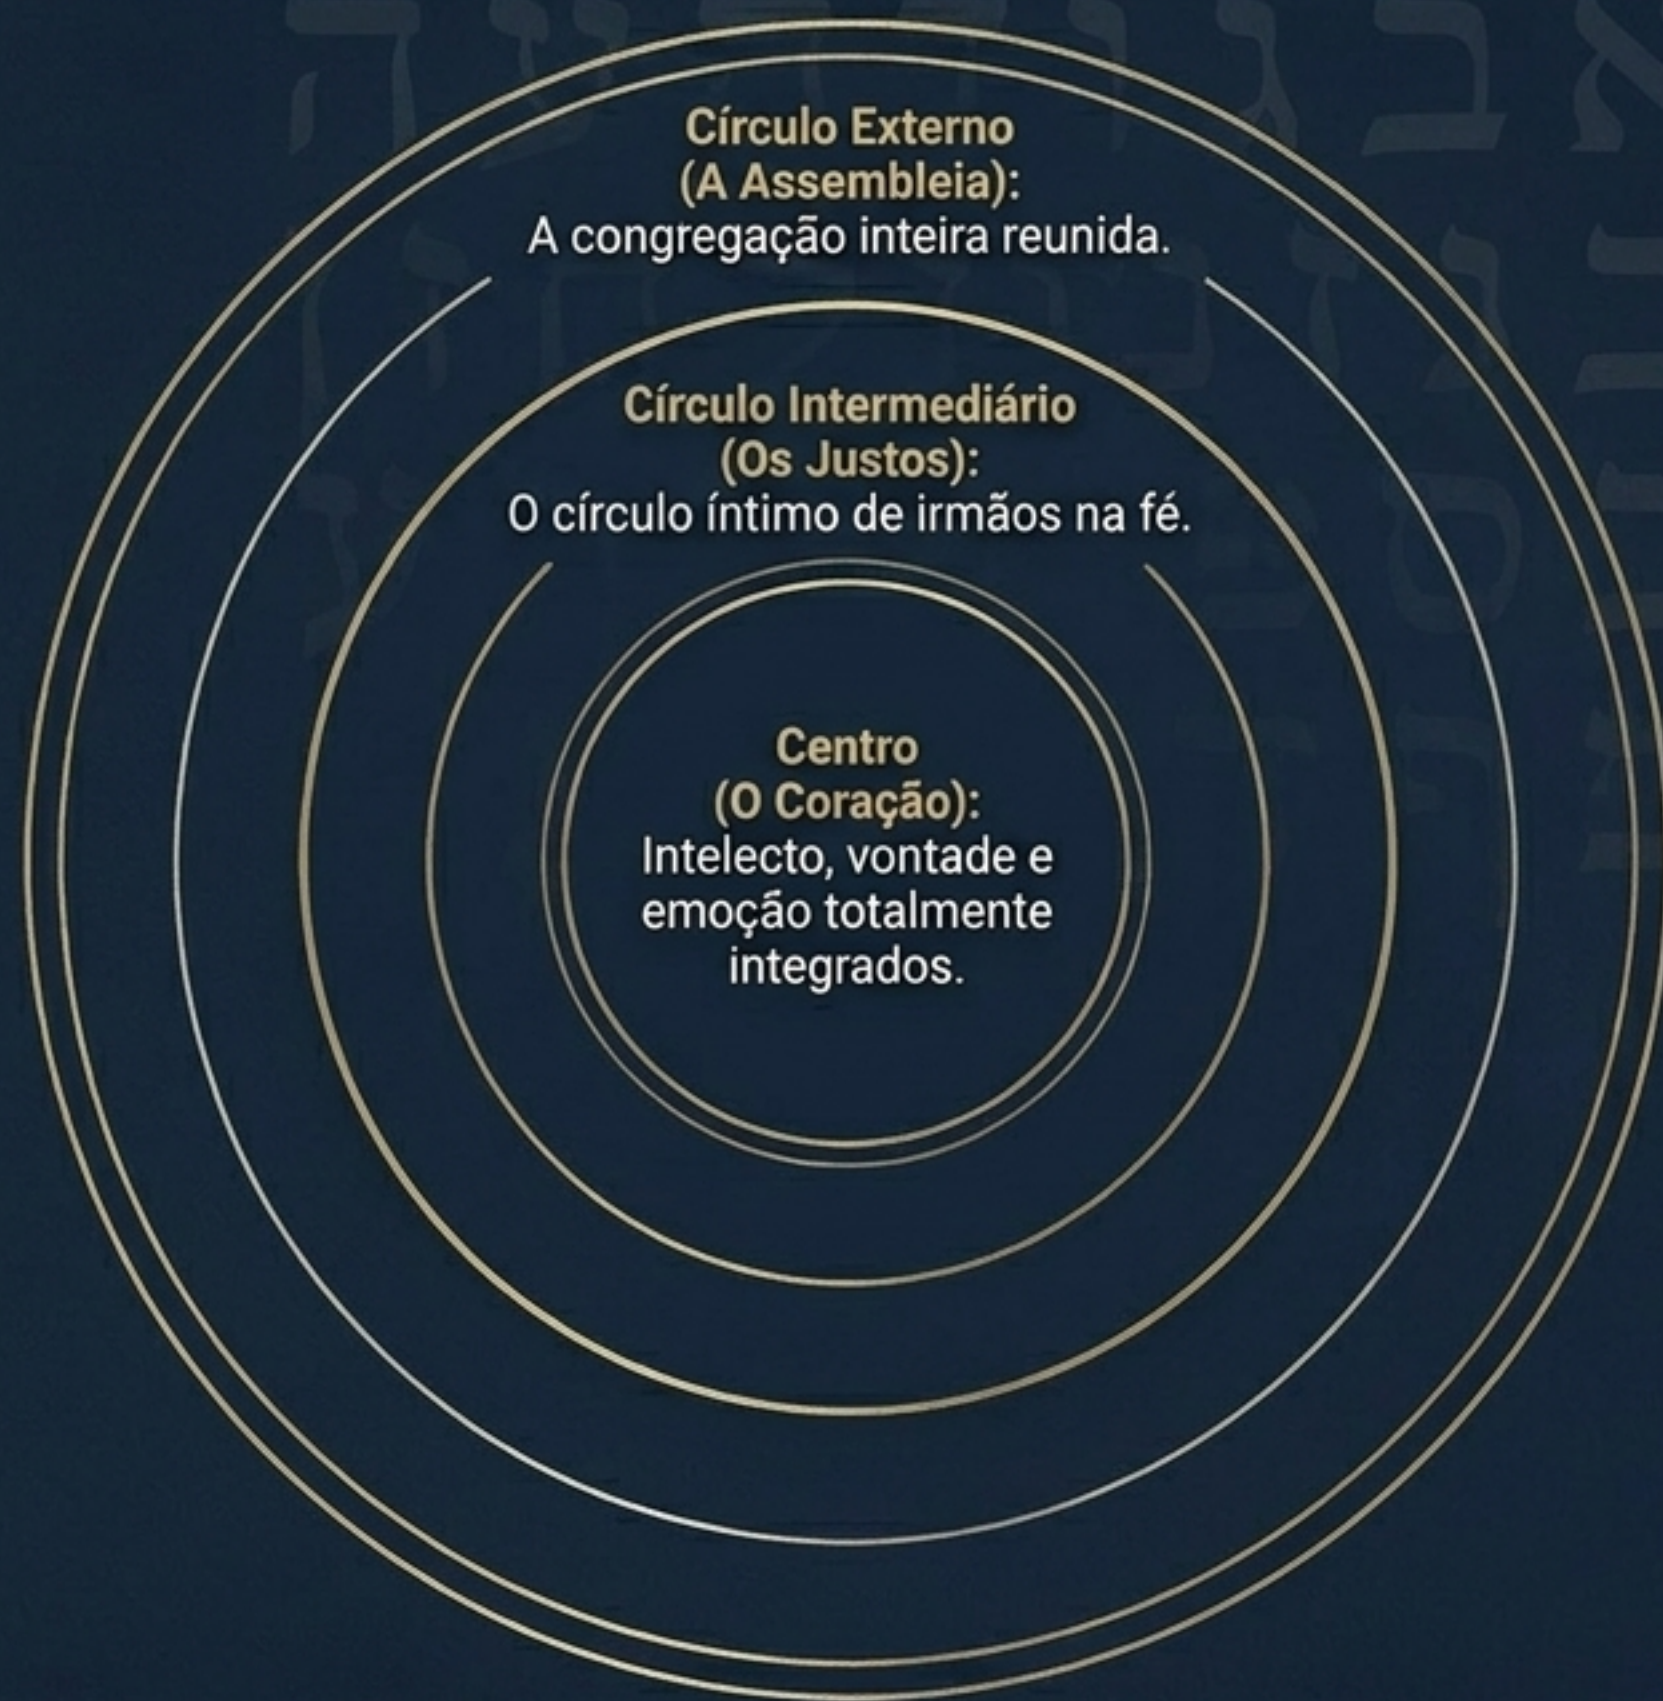 Círculo Externo
(A Assembleia):
A congregação inteira reunida.
Círculo Intermediário
(Os Justos):
O círculo íntimo de irmãos na fé.
Centro
(O Coração):
Intelecto, vontade e
emoção totalmente
integrados.